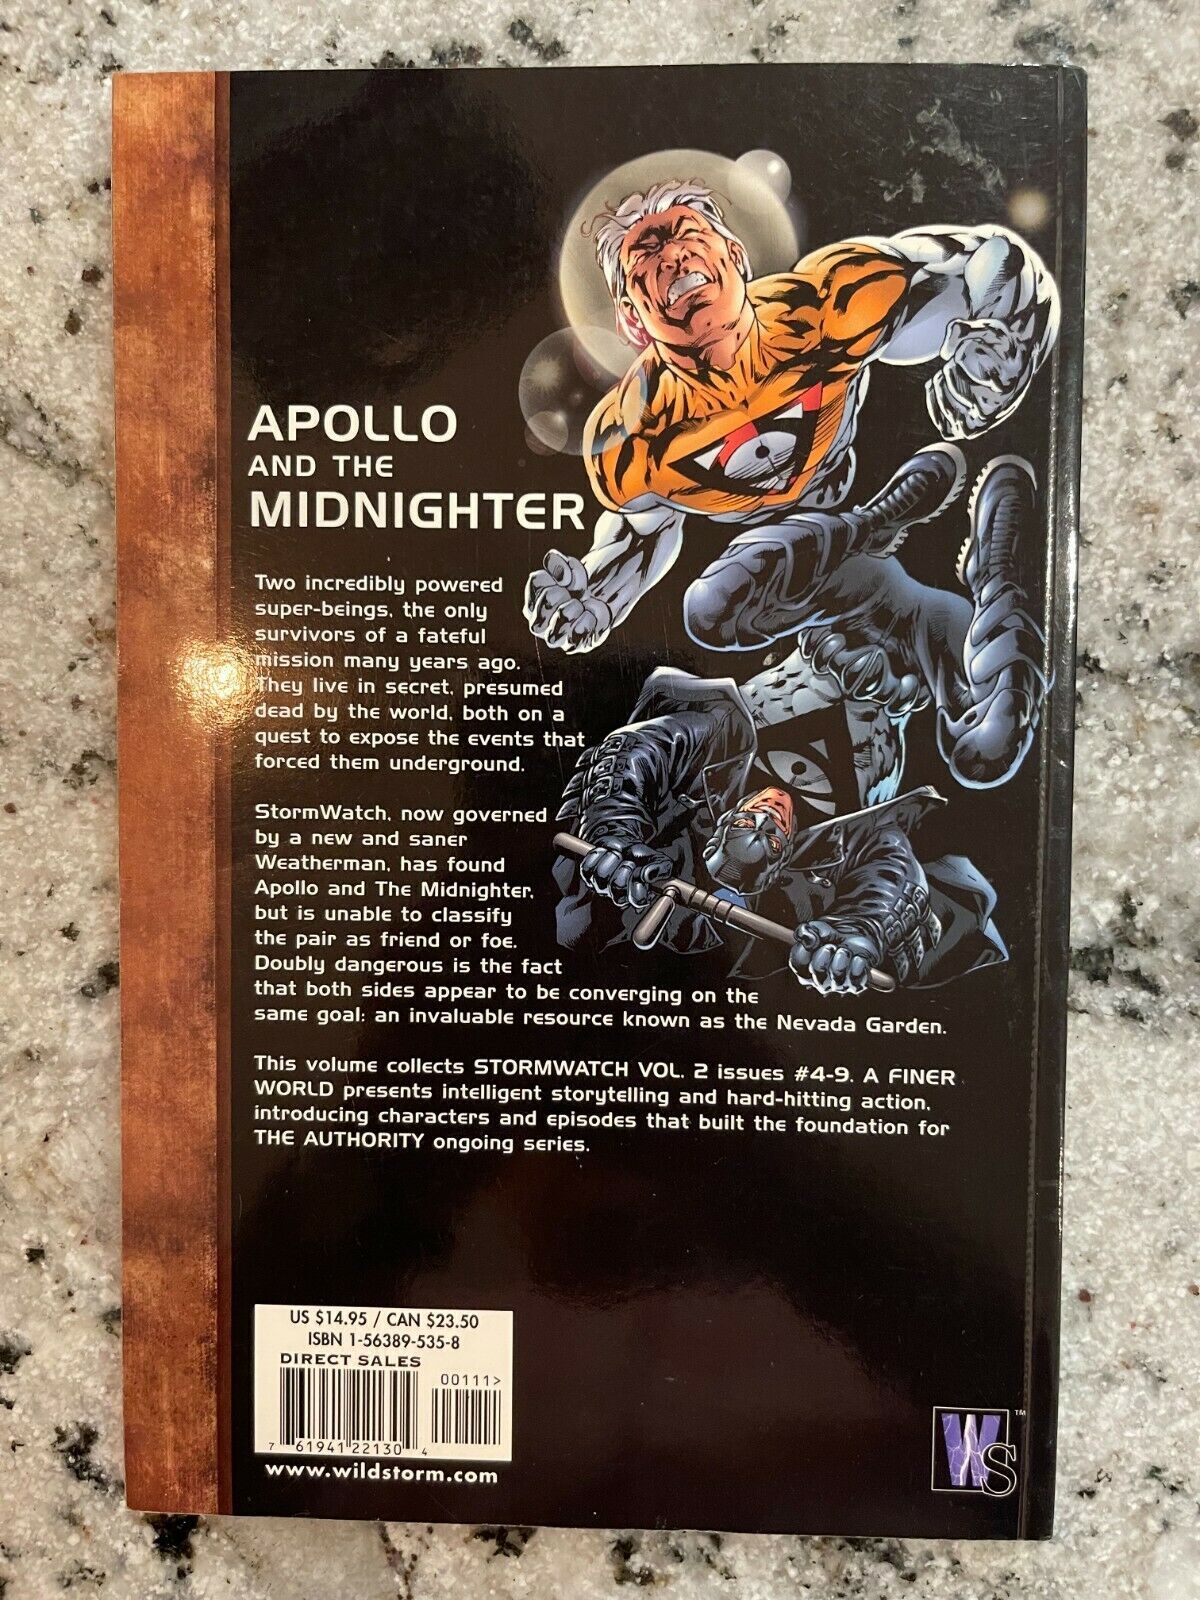 APOLLO
AND THE
MIDNIGHTER
Two incredibly powered
super-beings, the only
survivors of a fateful
mission many years ago.
They live in secret, presumed
dead by the world, both on a
quest to expose the events that
forced them underground.
StormWatch, now governed
by a new and saner
Weatherman, has found
Apollo and The Midnighter,
but is unable to classify
the pair as friend or foe.
Doubly dangerous is the fact
that both sides appear to be converging on the
same goal: an invaluable resource known as the Nevada Garden.
This volume collects STORMWATCH VOL. 2 issues #4-9. A FINER
WORLD presents intelligent storytelling and hard-hitting action,
introducing characters and episodes that built the foundation for
THE AUTHORITY ongoing series.
US $14.95 / CAN $23.50
ISBN 1-56389-535-8
DIRECT SALES
00111>
7 61941 22130 4
www.wildstorm.com
WS™